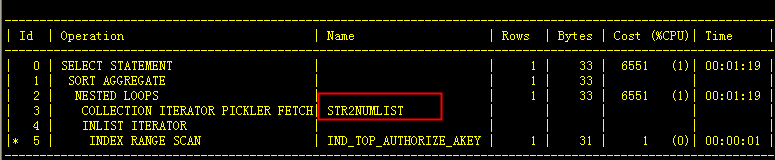 | Id | Operation | Name | Rows | Bytes | Cost (%CPU)| Time |
| 0 | SELECT STATEMENT | | 1 | 33 | 6551 (1)| 00:01:19 |
| 1 | SORT AGGREGATE | | 1 | 33 | | |
| 2 | NESTED LOOPS | | 1 | 33 | 6551 (1)| 00:01:19 |
| 3 | COLLECTION ITERATOR PICKLER FETCH| STR2NUMLIST | | | | |
| 4 | INLIST ITERATOR | | | | | |
|* 5 | INDEX RANGE SCAN | IND_TOP_AUTHORIZE_AKEY | 1 | 31 | 1 (0)| 00:00:01 |